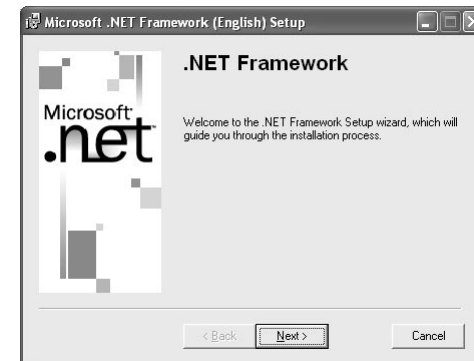 Microsoft .NET Framework (English) Setup
.NET Framework
Microsoft
.net
Welcome to the .NET Framework Setup wizard, which will
guide you through the installation process.
< Back
Next >
Cancel